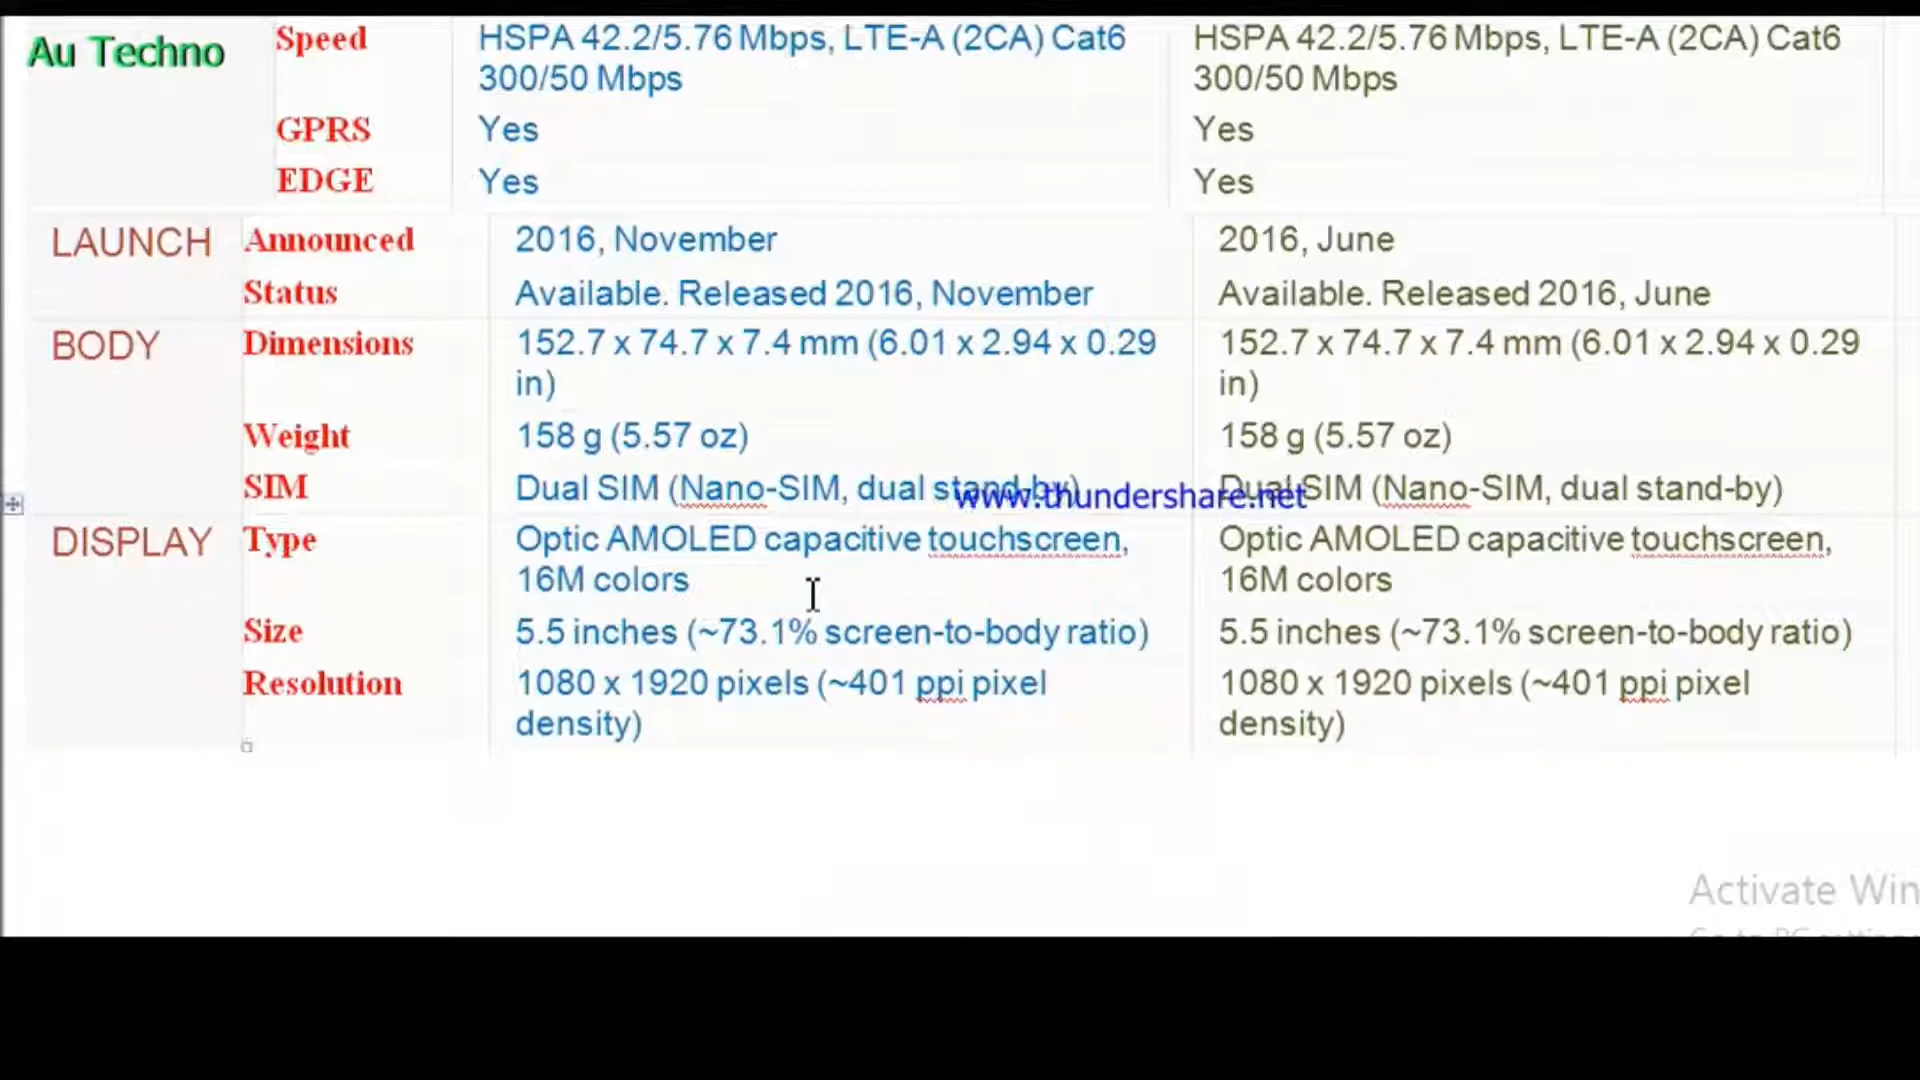 Au Techno
Speed HSPA 42.2/5.76 Mbps, LTE-A (2CA) Cat6 HSPA 42.2/5.76 Mbps, LTE-A (2CA) Cat6
300/50 Mbps 300/50 Mbps
GPRS Yes Yes
EDGE Yes Yes
LAUNCH Announced 2016, November 2016, June
Status Available. Released 2016, November Available. Released 2016, June
BODY Dimensions 152.7 x 74.7 x 7.4 mm (6.01 x 2.94 x 0.29 152.7 x 74.7 x 7.4 mm (6.01 x 2.94 x 0.29
in) in)
Weight 158 g (5.57 oz) 158 g (5.57 oz)
SIM Dual SIM (Nano-SIM, dual stand-by) Dual SIM (Nano-SIM, dual stand-by)
www.thundershare.net
DISPLAY Type Optic AMOLED capacitive touchscreen, Optic AMOLED capacitive touchscreen,
16M colors 16M colors
Size 5.5 inches (~73.1% screen-to-body ratio) 5.5 inches (~73.1% screen-to-body ratio)
Resolution 1080 x 1920 pixels (~401 ppi pixel 1080 x 1920 pixels (~401 ppi pixel
density) density)
Activate Win